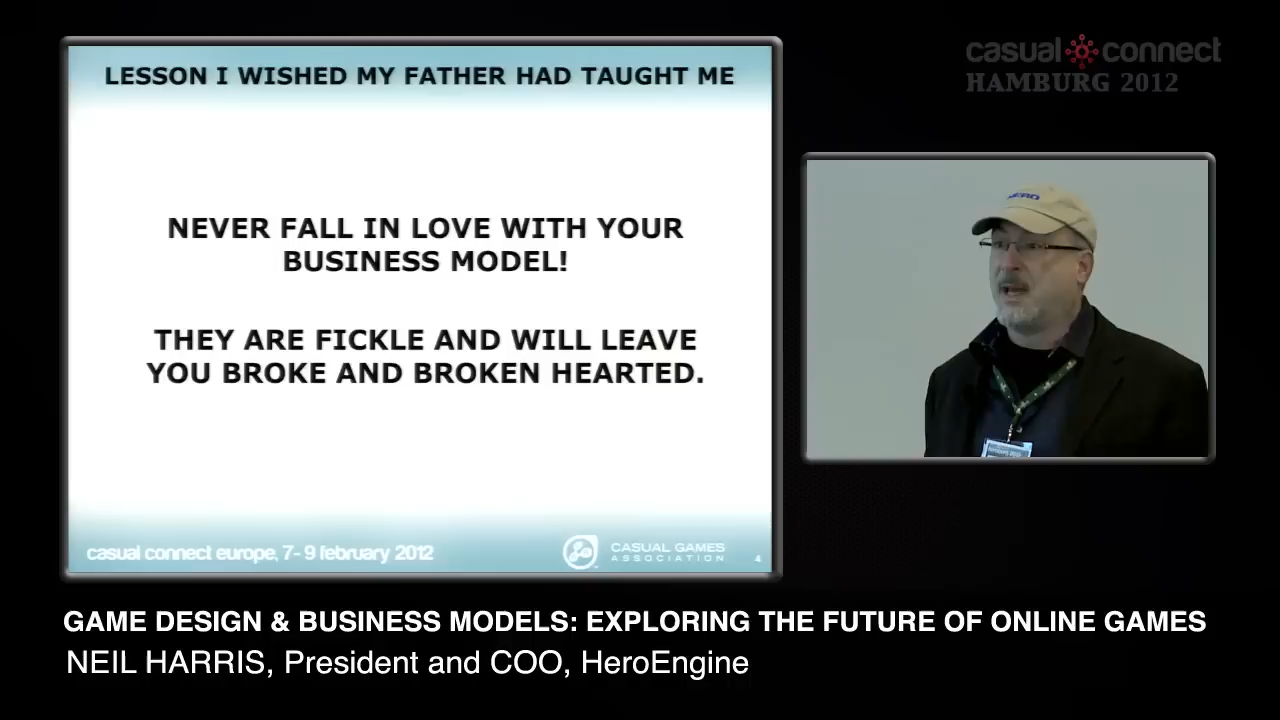 LESSON I WISHED MY FATHER HAD TAUGHT ME
NEVER FALL IN LOVE WITH YOUR
BUSINESS MODEL!
THEY ARE FICKLE AND WILL LEAVE
YOU BROKE AND BROKEN HEARTED.
casual connect europe, 7-9 february 2012
CASUAL GAMES
ASSOCIATION
4
casual connect
HAMBURG 2012
HERO
GAME DESIGN & BUSINESS MODELS: EXPLORING THE FUTURE OF ONLINE GAMES
NEIL HARRIS, President and COO, HeroEngine